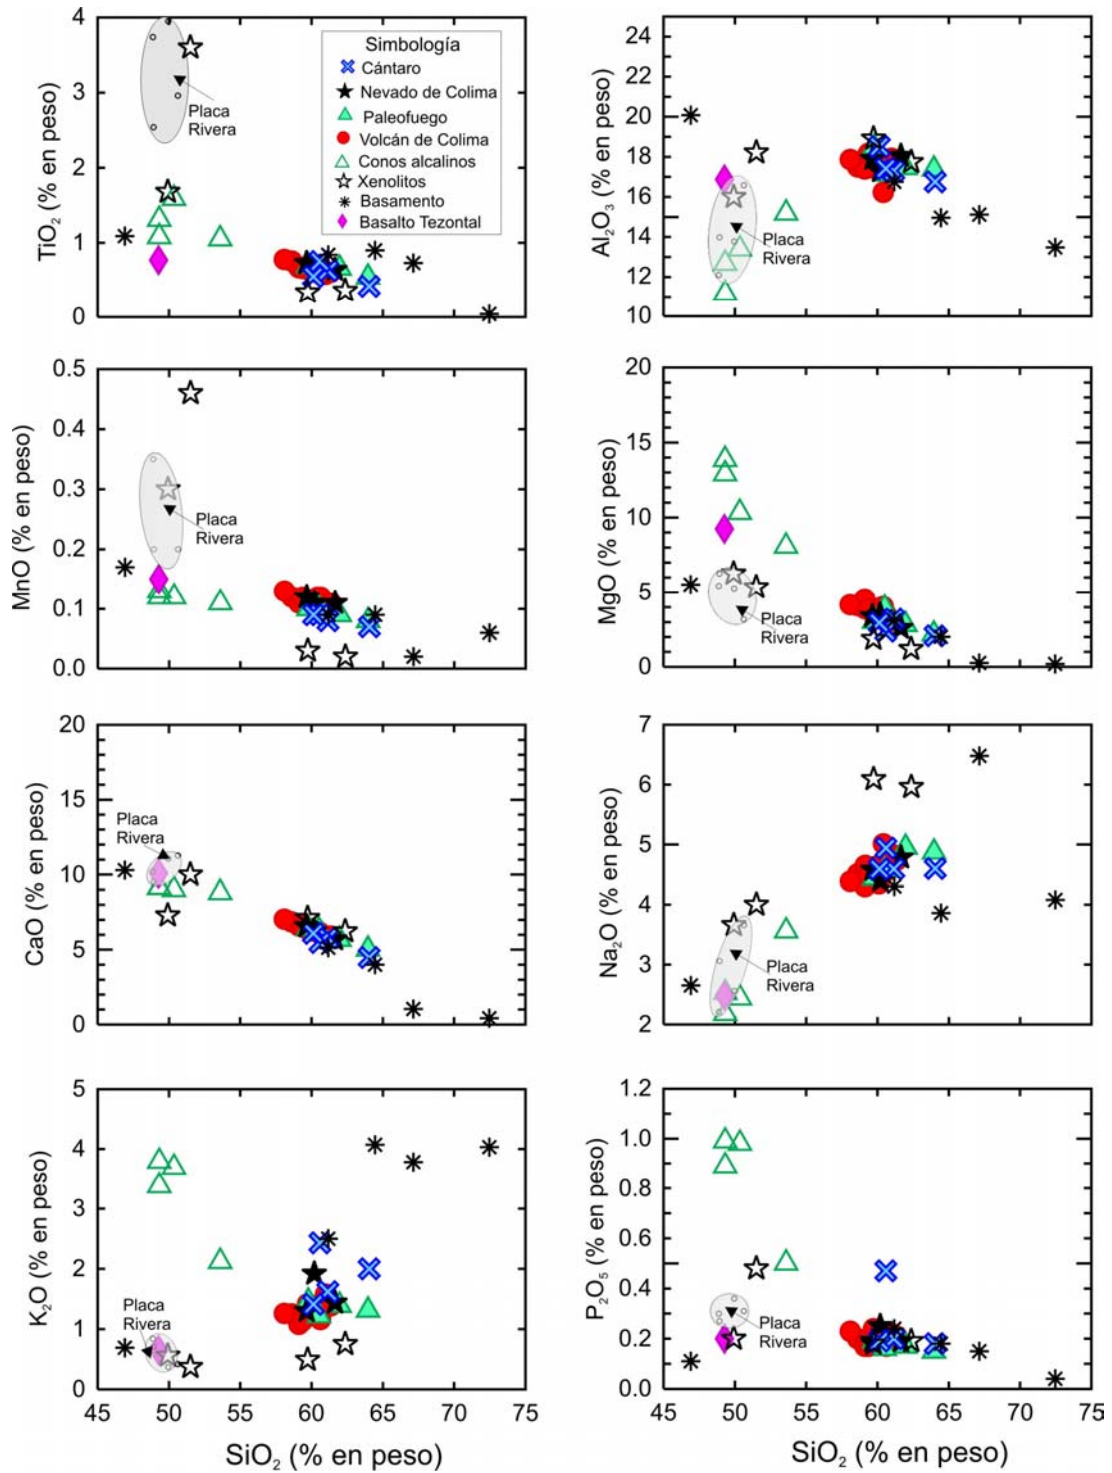 4
3
2
1
0
TiO₂ (% en peso)
Placa
Rivera
Simbología
Cántaro
Nevado de Colima
Paleofuego
Volcán de Colima
Conos alcalinos
Xenolitos
Basamento
Basalto Tezontal
24
22
20
18
16
14
12
10
Al₂O₃ (% en peso)
Placa
Rivera
0.5
0.4
0.3
0.2
0.1
0.0
MnO (% en peso)
Placa
Rivera
20
15
10
5
0
MgO (% en peso)
Placa
Rivera
20
15
10
5
0
CaO (% en peso)
Placa
Rivera
7
6
5
4
3
2
Na₂O (% en peso)
Placa
Rivera
5
4
3
2
1
0
K₂O (% en peso)
Placa
Rivera
45 50 55 60 65 70 75
SiO₂ (% en peso)
1.2
1.0
0.8
0.6
0.4
0.2
0.0
P₂O₅ (% en peso)
Placa
Rivera
45 50 55 60 65 70 75
SiO₂ (% en peso)